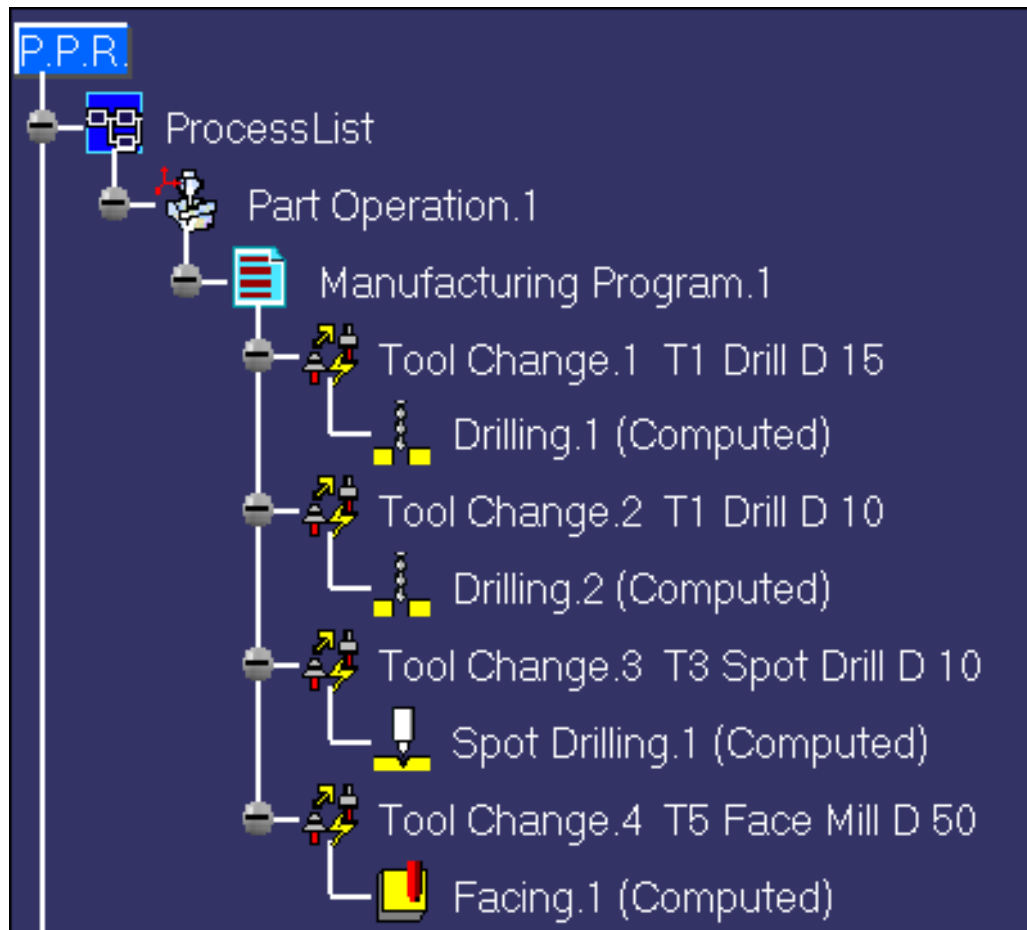 P.P.R.
ProcessList
Part Operation.1
Manufacturing Program.1
Tool Change.1 T1 Drill D 15
Drilling.1 (Computed)
Tool Change.2 T1 Drill D 10
Drilling.2 (Computed)
Tool Change.3 T3 Spot Drill D 10
Spot Drilling.1 (Computed)
Tool Change.4 T5 Face Mill D 50
Facing.1 (Computed)